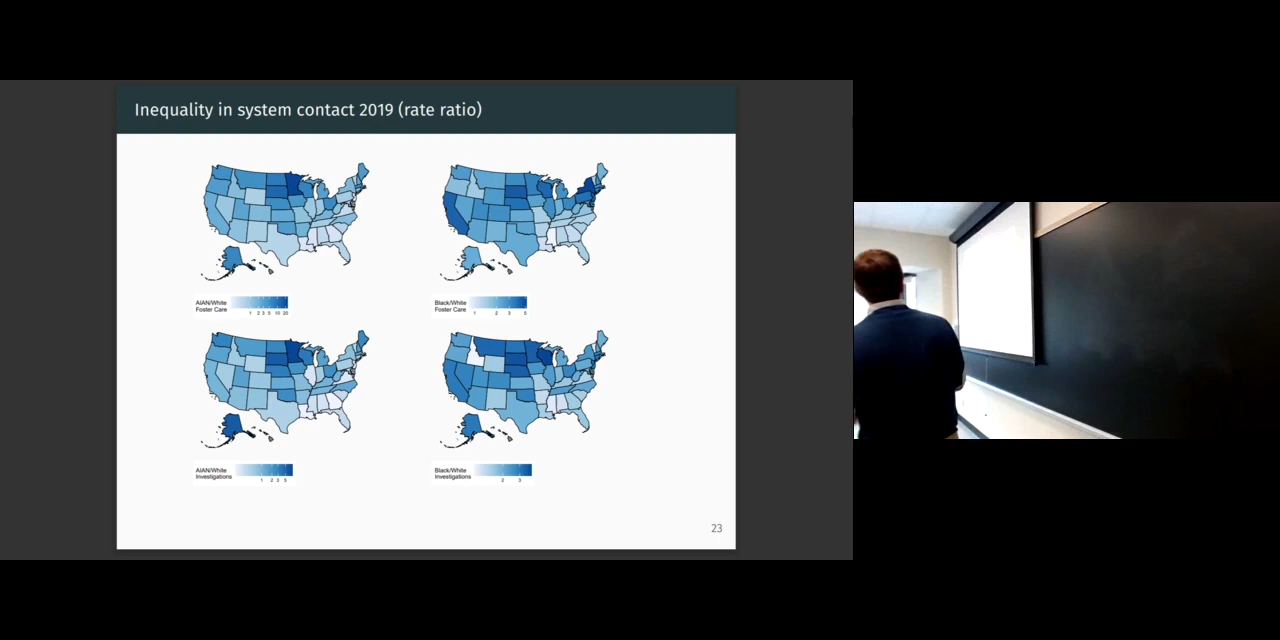 Inequality in system contact 2019 (rate ratio)
AIAN/White
Foster Care
1 2 3 5 10 20
Black/White
Foster Care
1 2 3 5
AIAN/White
Investigations
1 2 3 5
Black/White
Investigations
2 3
23